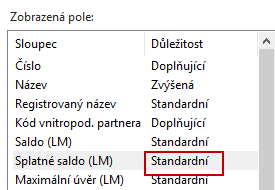 Zobrazená pole:
Sloupec Důležitost
Číslo Doplňující
Název Zvýšená
Registrovaný název Standardní
Kód vnitropod. partnera Doplňující
Saldo (LM) Standardní
Splatné saldo (LM) Standardní
Maximální úvěr (LM) Standardní